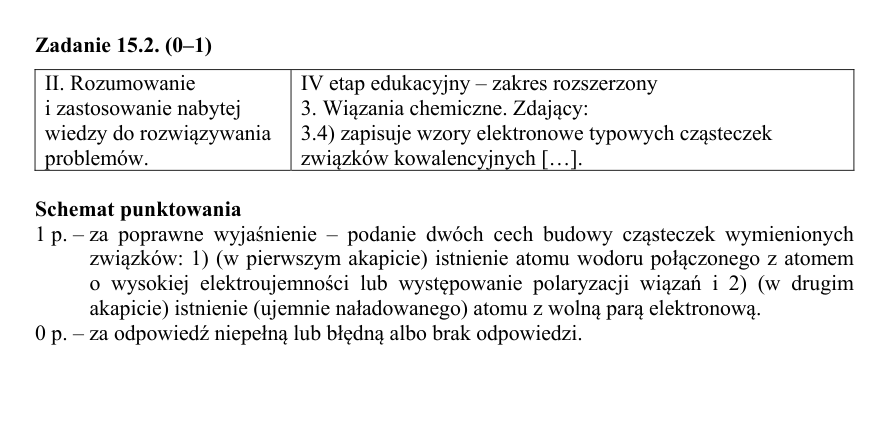 Zadanie 15.2. (0–1)
II. Rozumowanie
i zastosowanie nabytej
wiedzy do rozwiązywania
problemów.
IV etap edukacyjny – zakres rozszerzony
3. Wiązania chemiczne. Zdający:
3.4) zapisuje wzory elektronowe typowych cząsteczek
związków kowalencyjnych […].
Schemat punktowania
1 p. – za poprawne wyjaśnienie – podanie dwóch cech budowy cząsteczek wymienionych
związków: 1) (w pierwszym akapicie) istnienie atomu wodoru połączonego z atomem
o wysokiej elektroujemności lub występowanie polaryzacji wiązań i 2) (w drugim
akapicie) istnienie (ujemnie naładowanego) atomu z wolną parą elektronową.
0 p. – za odpowiedź niepełną lub błędną albo brak odpowiedzi.